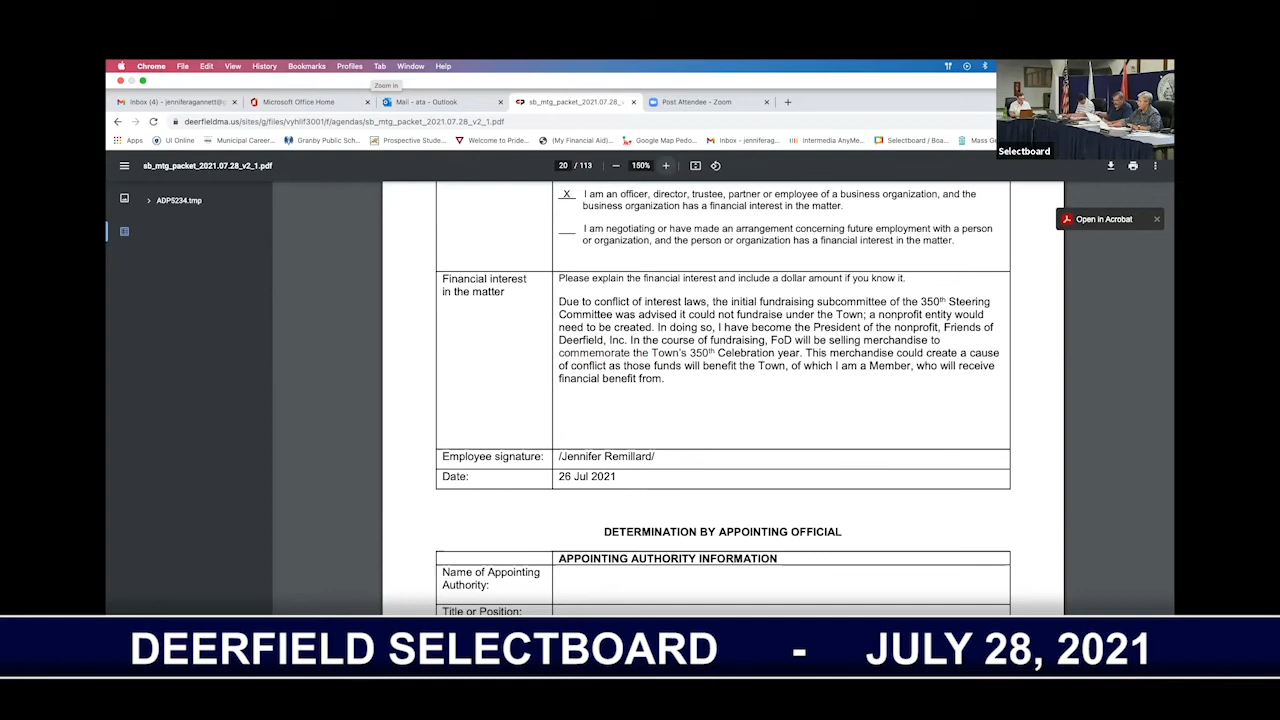 Chrome File Edit View History Bookmarks Profiles Tab Window Help
Zoom in
Inbox (4) - jenniferagannett@g
Microsoft Office Home
Mail - ata - Outlook
sb_mtg_packet_2021.07.28_v
Post Attendee - Zoom
deerfieldma.us/sites/g/files/vyhlif3001/f/agendas/sb_mtg_packet_2021.07.28_v2_1.pdf
Apps UI Online Municipal Career... Granby Public Sch... Prospective Stude... Welcome to Pride... (My Financial Aid)... Google Map Pedo... Inbox - jenniferag... Intermedia AnyMe... Selectboard / Boa... Mass G
Selectboard
sb_mtg_packet_2021.07.28_v2_1.pdf
20 / 113
150%
ADP5234.tmp
Open in Acrobat
X I am an officer, director, trustee, partner or employee of a business organization, and the
business organization has a financial interest in the matter.
I am negotiating or have made an arrangement concerning future employment with a person
or organization, and the person or organization has a financial interest in the matter.
Financial interest
in the matter
Please explain the financial interest and include a dollar amount if you know it.
Due to conflict of interest laws, the initial fundraising subcommittee of the 350th Steering
Committee was advised it could not fundraise under the Town; a nonprofit entity would
need to be created. In doing so, I have become the President of the nonprofit, Friends of
Deerfield, Inc. In the course of fundraising, FoD will be selling merchandise to
commemorate the Town's 350th Celebration year. This merchandise could create a cause
of conflict as those funds will benefit the Town, of which I am a Member, who will receive
financial benefit from.
Employee signature: /Jennifer Remillard/
Date: 26 Jul 2021
DETERMINATION BY APPOINTING OFFICIAL
APPOINTING AUTHORITY INFORMATION
Name of Appointing
Authority:
Title or Position:
DEERFIELD SELECTBOARD - JULY 28, 2021